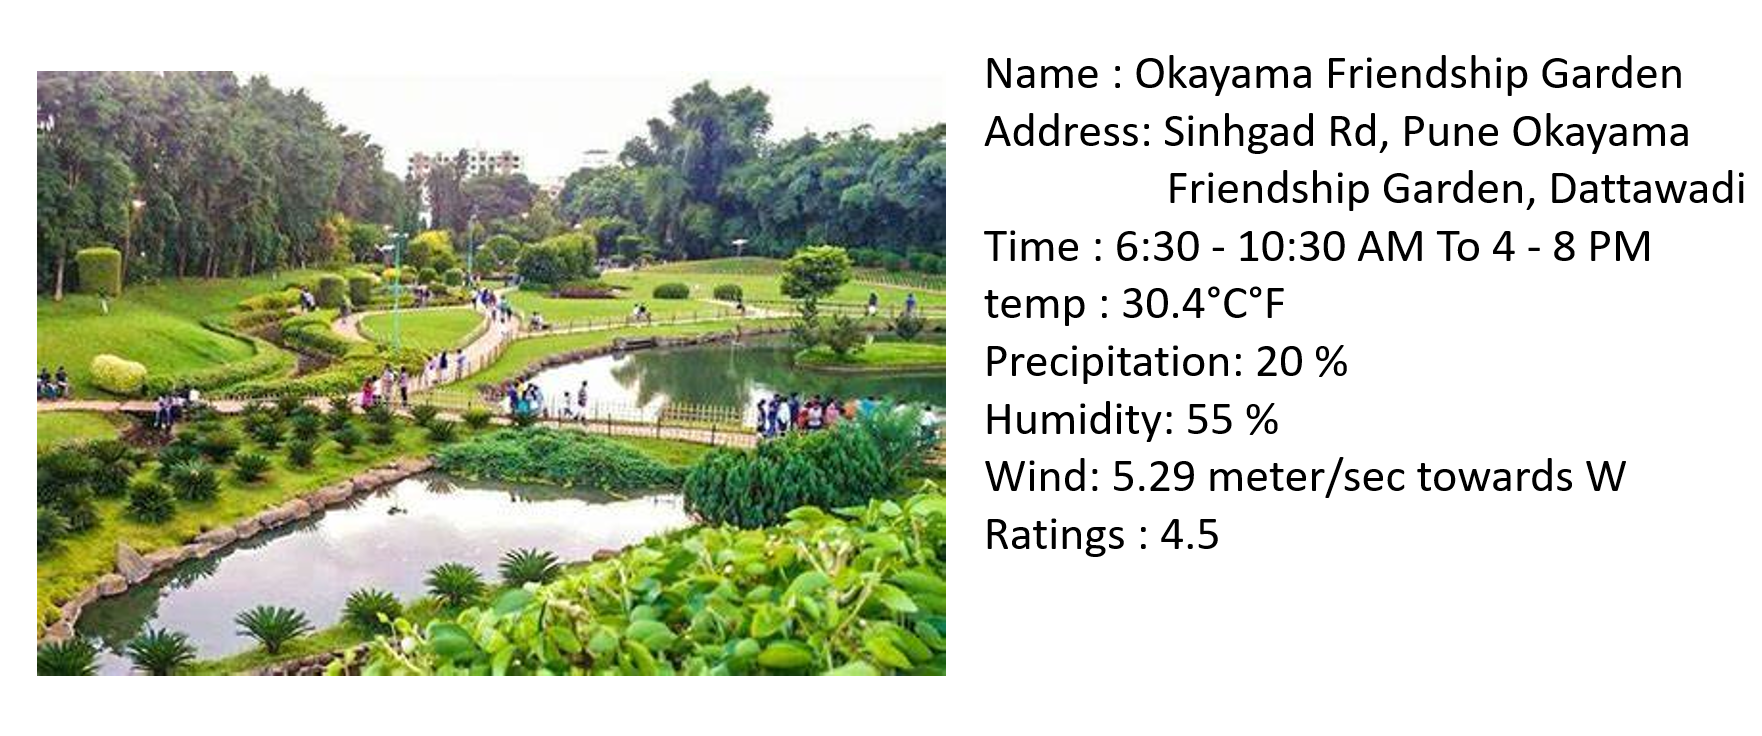 Name : Okayama Friendship Garden
Address: Sinhgad Rd, Pune Okayama
Friendship Garden, Dattawadi
Time : 6:30 - 10:30 AM To 4 - 8 PM
temp : 30.4°C°F
Precipitation: 20 %
Humidity: 55 %
Wind: 5.29 meter/sec towards W
Ratings : 4.5